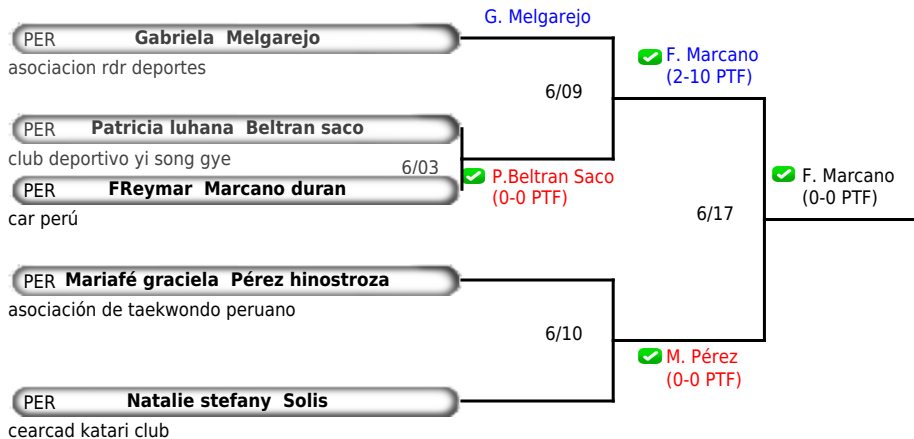 G. Melgarejo
PER Gabriela Melgarejo
asociacion rdr deportes
F. Marcano
(2-10 PTF)
6/09
PER Patricia luhana Beltran saco
club deportivo yi song gye
6/03
P.Beltran Saco
(0-0 PTF)
F. Marcano
(0-0 PTF)
PER FReymar Marcano duran
car perú
6/17
PER Mariafé graciela Pérez hinostroza
asociación de taekwondo peruano
6/10
M. Pérez
(0-0 PTF)
PER Natalie stefany Solis
cearcad katari club